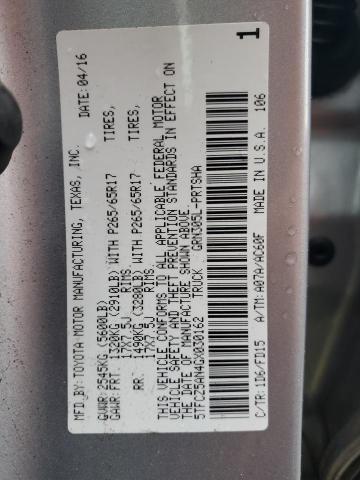 MFD.BY:TOYOTA MOTOR MANUFACTURING, TEXAS, INC. DATE: 04/16
GVWR: 2545KG (5600LB)
GAWR:FRT. 1320KG (2910LB) WITH P265/65R17 TIRES,
17X7.5J RIMS
RR. 1490KG (3280LB) WITH P265/65R17 TIRES,
17X7.5J RIMS
THIS VEHICLE CONFORMS TO ALL APPLICABLE FEDERAL MOTOR
VEHICLE SAFETY AND THEFT PREVENTION STANDARDS IN EFFECT ON
THE DATE OF MANUFACTURE SHOWN ABOVE.
5TFCZ5AN4GX030162 TRUCK GRN305L-PRTSHA
C/TR: 1D6/FD15 A/TM: A07A/AC60F MADE IN U.S.A. 106
1